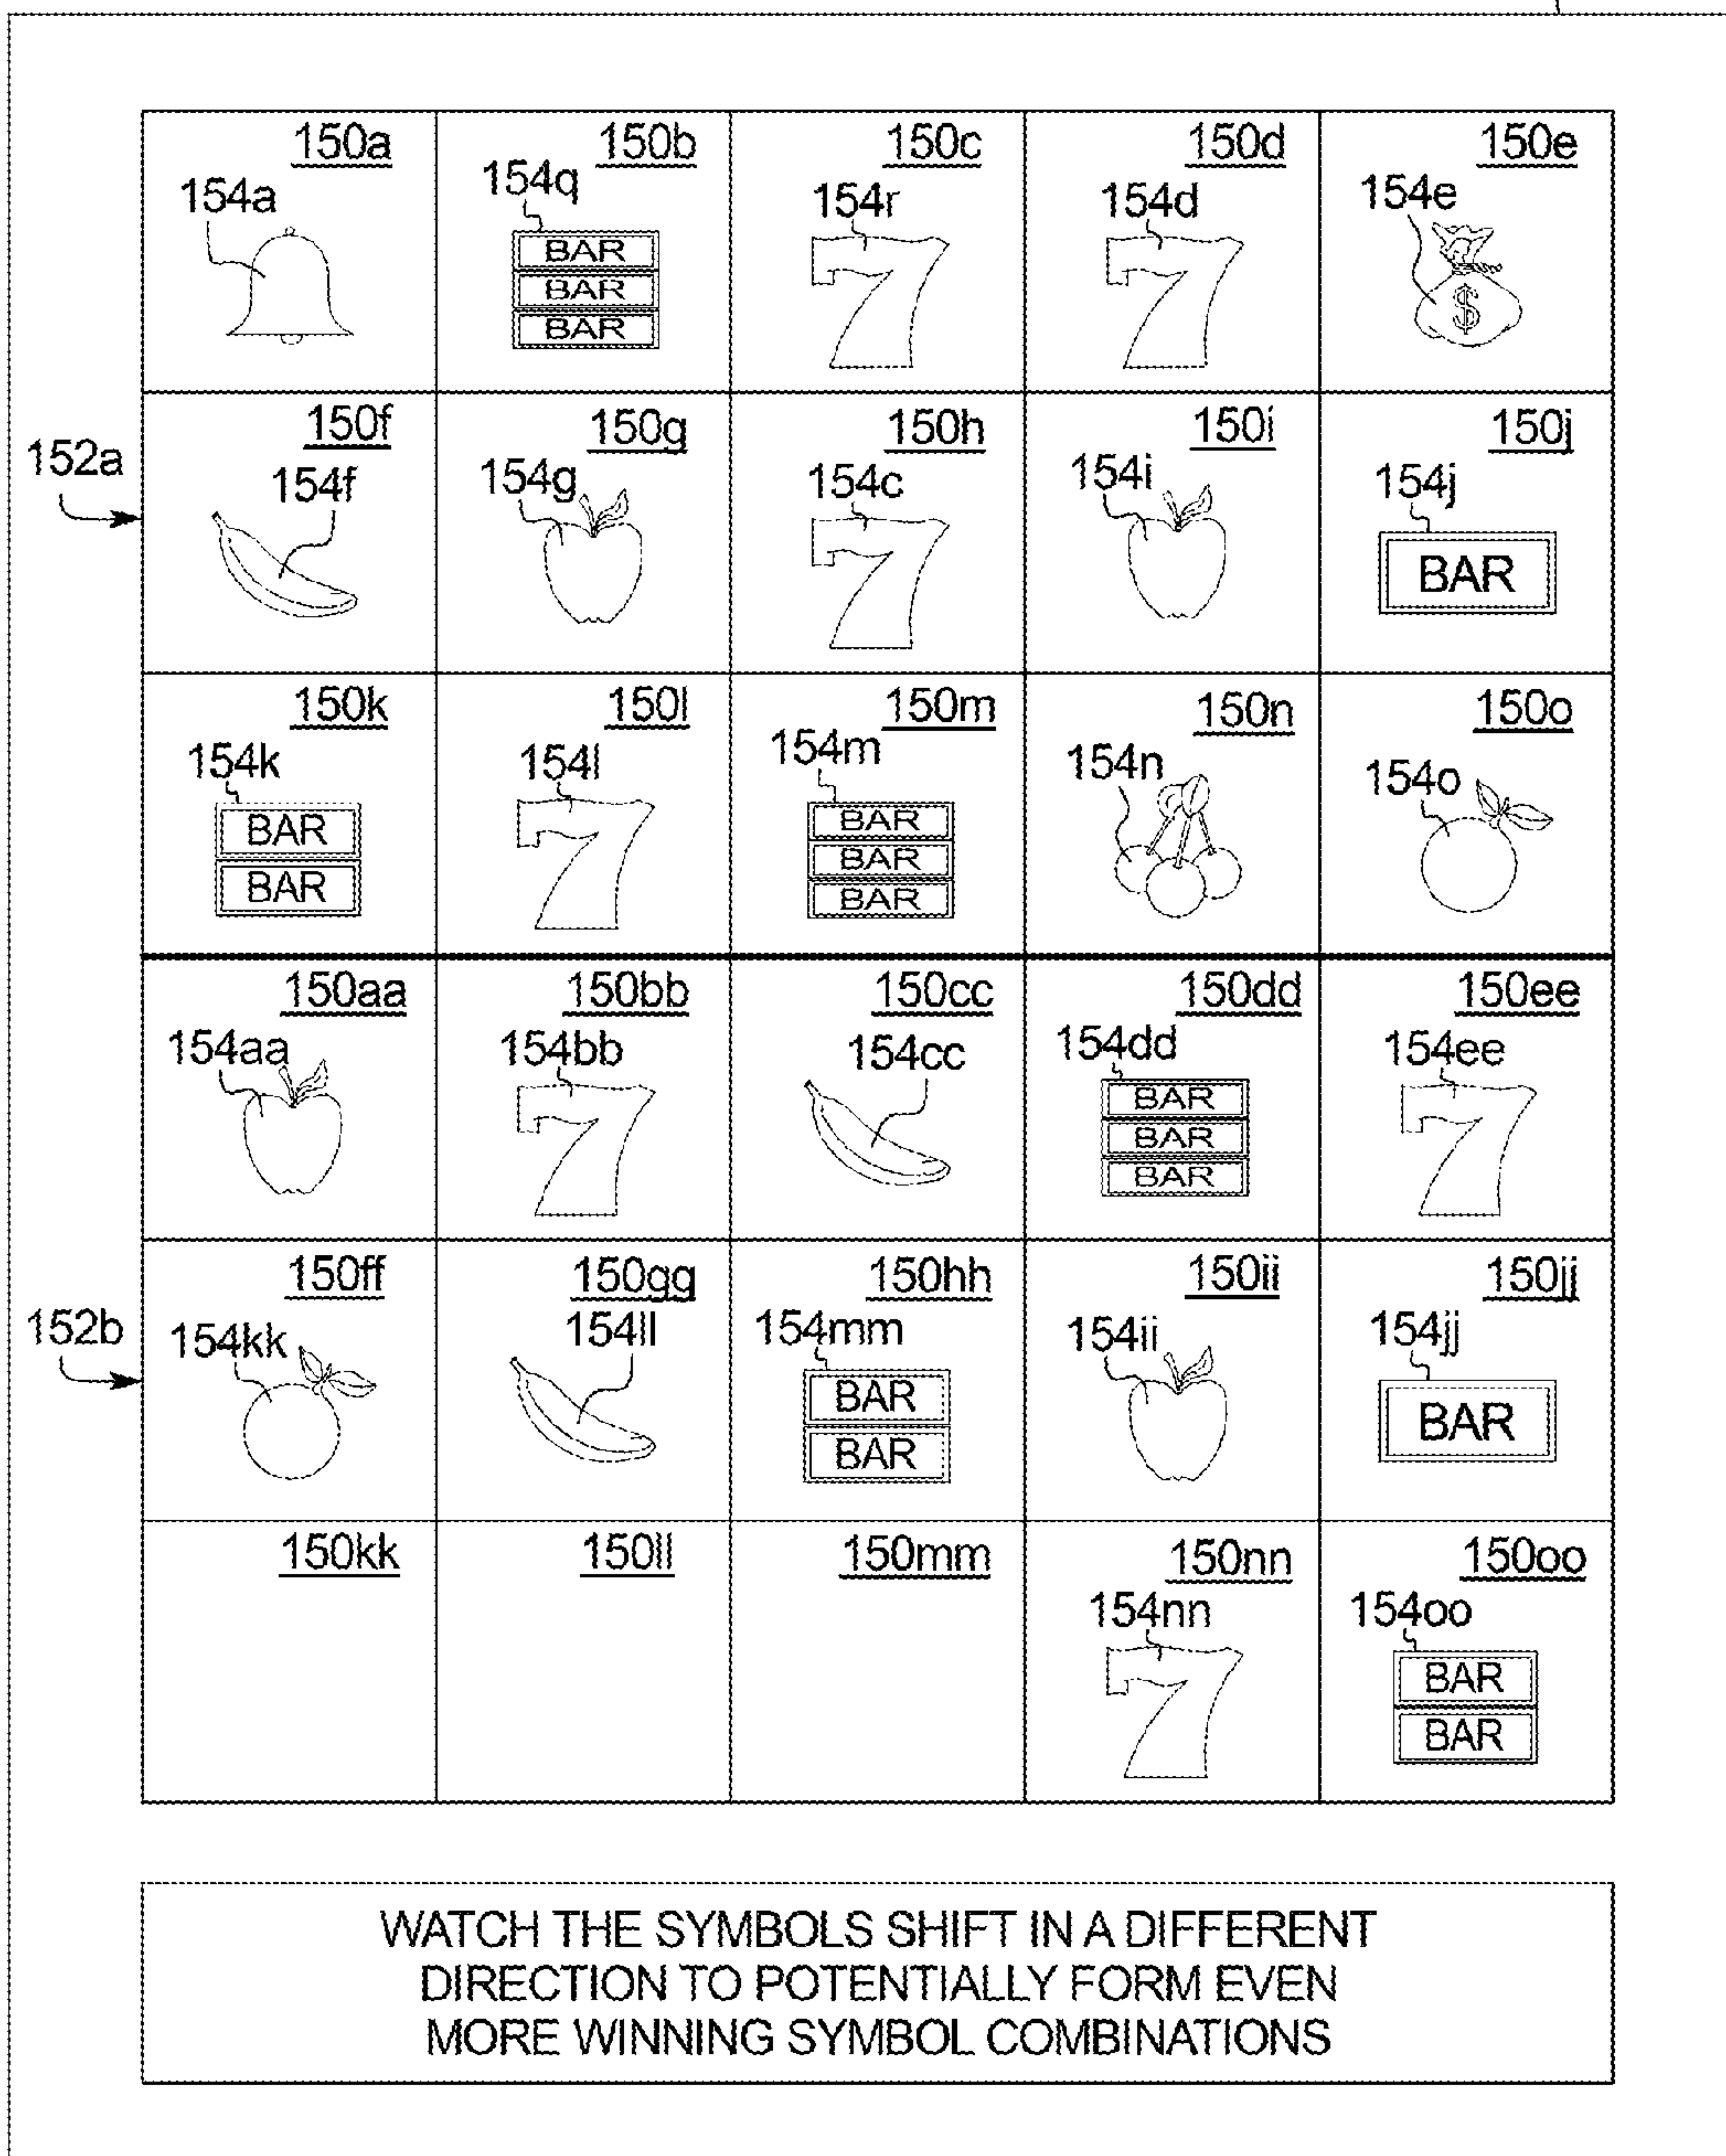 150a 150b 150c 150d 150e
154a 154q 154r 154d 154e
BAR
BAR
BAR
$
150f 150g 150h 150i 150j
152a
154f 154g 154c 154i 154j
BAR
150k 150l 150m 150n 150o
154k 154l 154m 154n 154o
BAR BAR
BAR BAR
BAR
150aa 150bb 150cc 150dd 150ee
154aa 154bb 154cc 154dd 154ee
BAR
BAR
BAR
150ff 150gg 150hh 150ii 150jj
152b
154kk 154ll 154mm 154ii 154jj
BAR BAR
BAR
150kk 150ll 150mm 150nn 150oo
154nn 154oo
BAR
BAR
WATCH THE SYMBOLS SHIFT IN A DIFFERENT
DIRECTION TO POTENTIALLY FORM EVEN
MORE WINNING SYMBOL COMBINATIONS